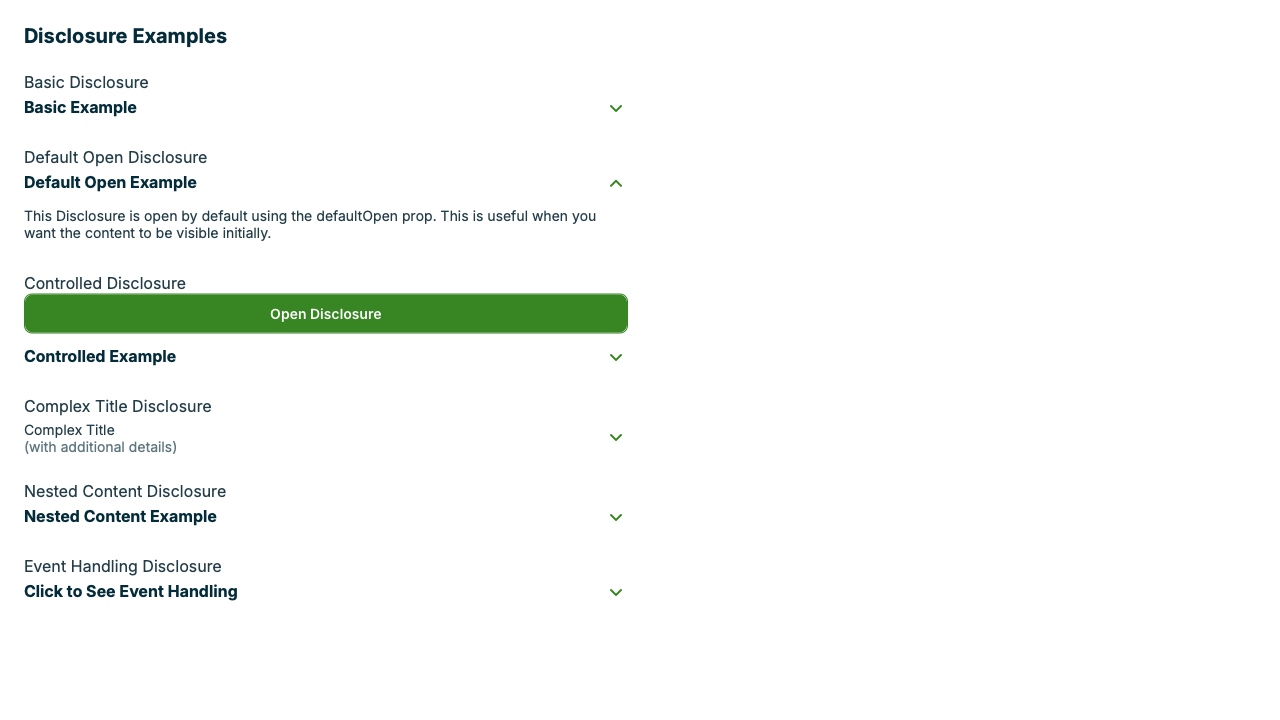 Disclosure Examples
Basic Disclosure
Basic Example
Default Open Disclosure
Default Open Example
This Disclosure is open by default using the defaultOpen prop. This is useful when you
want the content to be visible initially.
Controlled Disclosure
Open Disclosure
Controlled Example
Complex Title Disclosure
Complex Title
(with additional details)
Nested Content Disclosure
Nested Content Example
Event Handling Disclosure
Click to See Event Handling